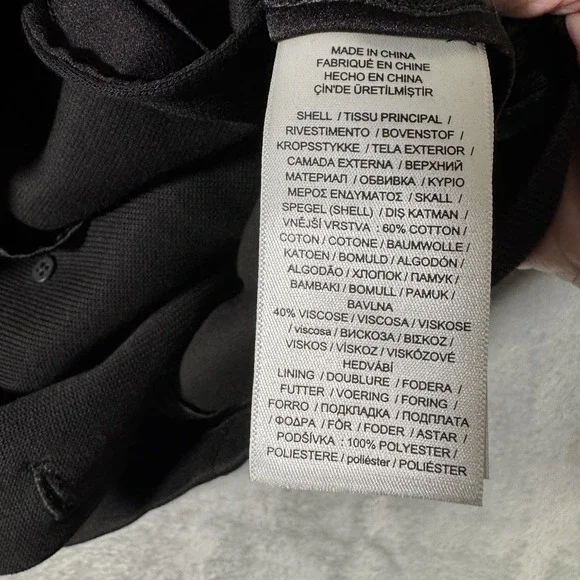 MADE IN CHINA
FABRIQUÉ EN CHINE
HECHO EN CHINA
ÇİN'DE ÜRETİLMİŞTİR
SHELL / TISSU PRINCIPAL /
RIVESTIMENTO / BOVENSTOF /
KROPSSTYKKE / TELA EXTERIOR /
CAMADA EXTERNA / ВЕРХНИЙ
МАТЕРИАЛ / ОБВИВКА / ΚΥΡΙΟ
ΜΕΡΟΣ ΕΝΔΥΜΑΤΟΣ / SKALL /
SPEGEL (SHELL) / DIŞ KATMAN /
VNĚJŠÍ VRSTVA : 60% COTTON /
COTON / COTONE / BAUMWOLLE /
KATOEN / BOMULD / ALGODÓN /
ALGODÃO / ХЛОПОК / ПАМУК /
ΒΑΜΒΑΚΙ / BOMULL / PAMUK /
BAVLNA
40% VISCOSE / VISCOSA / VISKOSE
/ viscosa / ВИСКОЗА / ΒΙΣΚΟΖ /
VISKOS / VİSKOZ / VISKÓZOVÉ
HEDVÁBÍ
LINING / DOUBLURE / FODERA /
FUTTER / VOERING / FORING /
FORRO / ПОДКЛАДКА / ПОДПЛАТА
/ ΦΟΔΡΑ / FÔR / FODER / ASTAR /
PODŠÍVKA : 100% POLYESTER /
POLIESTERE / poliéster / POLIÉSTER